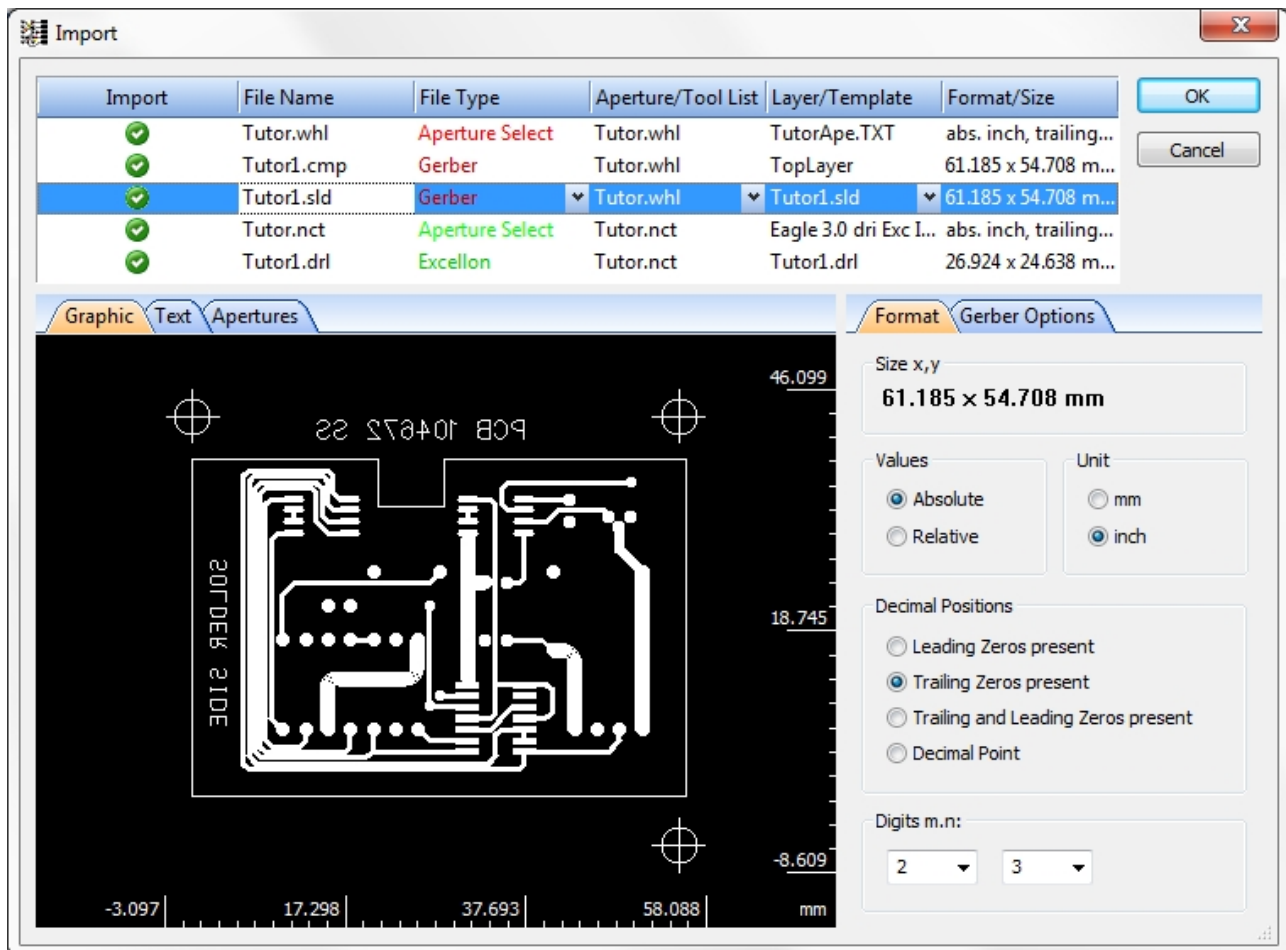 Import
Import File Name File Type Aperture/Tool List Layer/Template Format/Size
OK
Tutor.whl Aperture Select Tutor.whl TutorApe.TXT abs. inch, trailing...
Tutor1.cmp Gerber Tutor.whl TopLayer 61.185 x 54.708 m...
Cancel
Tutor1.sld Gerber Tutor.whl Tutor1.sld 61.185 x 54.708 m...
Tutor.nct Aperture Select Tutor.nct Eagle 3.0 dri Exc I... abs. inch, trailing...
Tutor1.drl Excellon Tutor.nct Tutor1.drl 26.924 x 24.638 m...
Graphic Text Apertures
46.099
PCB 104672 SS
SOLDER SIDE
18.745
-8.609
-3.097 17.298 37.693 58.088 mm
Format Gerber Options
Size x,y
61.185 x 54.708 mm
Values Unit
Absolute mm
Relative inch
Decimal Positions
Leading Zeros present
Trailing Zeros present
Trailing and Leading Zeros present
Decimal Point
Digits m.n:
2 3